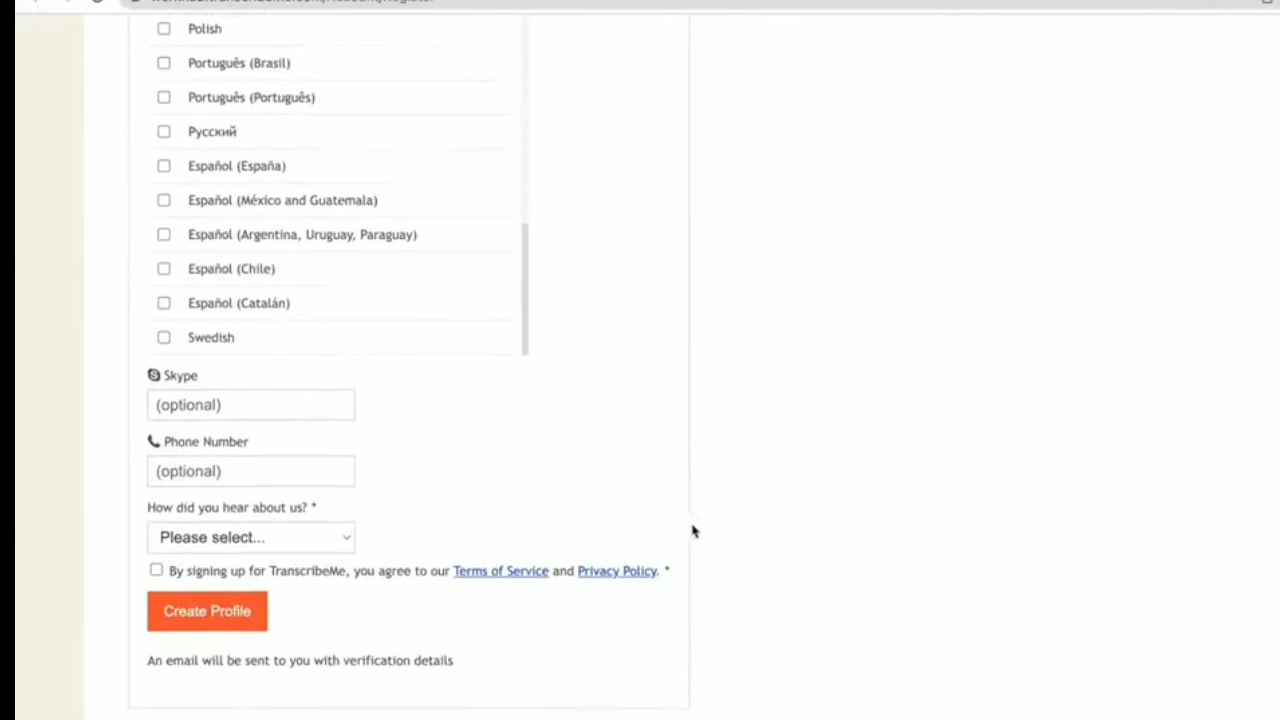 Polish
Português (Brasil)
Português (Português)
Русский
Español (España)
Español (México and Guatemala)
Español (Argentina, Uruguay, Paraguay)
Español (Chile)
Español (Catalán)
Swedish
Skype
(optional)
Phone Number
(optional)
How did you hear about us? *
Please select...
By signing up for TranscribeMe, you agree to our Terms of Service and Privacy Policy. *
Create Profile
An email will be sent to you with verification details